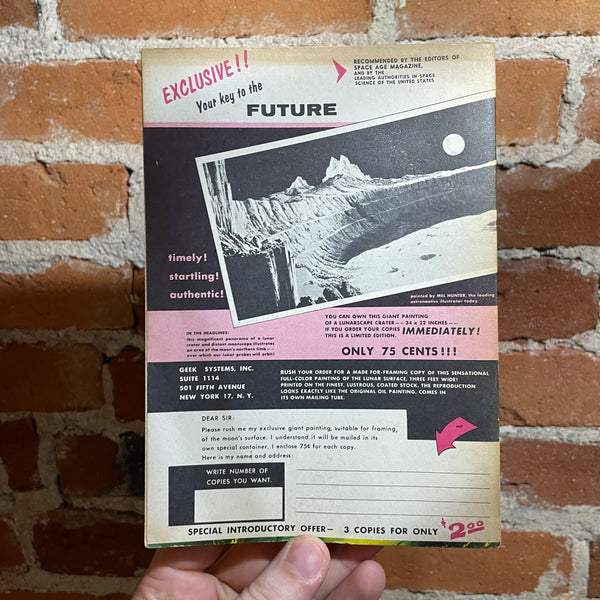 EXCLUSIVE!!
Your key to the
FUTURE
RECOMMENDED BY THE EDITORS OF
SPACE AGE MAGAZINE,
AND BY THE
LEADING AUTHORITIES IN SPACE
SCIENCE OF THE UNITED STATES
timely!
startling!
authentic!
painted by MEL HUNTER, the leading
astronautics illustrator today
IN THE HEADLINES:
this magnificent panorama of a lunar
crater and distant moonscape illustrates
an area of the moon's northern limb—
over which our lunar probes will orbit!
YOU CAN OWN THIS GIANT PAINTING
OF A LUNARSCAPE CRATER——34 x 22 INCHES——
IF YOU ORDER YOUR COPIES IMMEDIATELY!
THIS IS A LIMITED EDITION.
ONLY 75 CENTS!!!
GEEK SYSTEMS, INC.
SUITE 1114
501 FIFTH AVENUE
NEW YORK 17, N. Y.
RUSH YOUR ORDER FOR A MADE FOR-FRAMING COPY OF THIS SENSATIONAL
FULL-COLOR PAINTING OF THE LUNAR SURFACE, THREE FEET WIDE!
PRINTED ON THE FINEST, LUSTROUS, COATED STOCK, THE REPRODUCTION
LOOKS EXACTLY LIKE THE ORIGINAL OIL PAINTING. COMES IN
ITS OWN MAILING TUBE.
DEAR SIR:
Please rush me my exclusive giant painting, suitable for framing,
of the moon's surface. I understand it will be mailed in its
own special container. I enclose 75¢ for each copy.
Here is my name and address:
WRITE NUMBER OF
COPIES YOU WANT.
SPECIAL INTRODUCTORY OFFER— 3 COPIES FOR ONLY $2.00